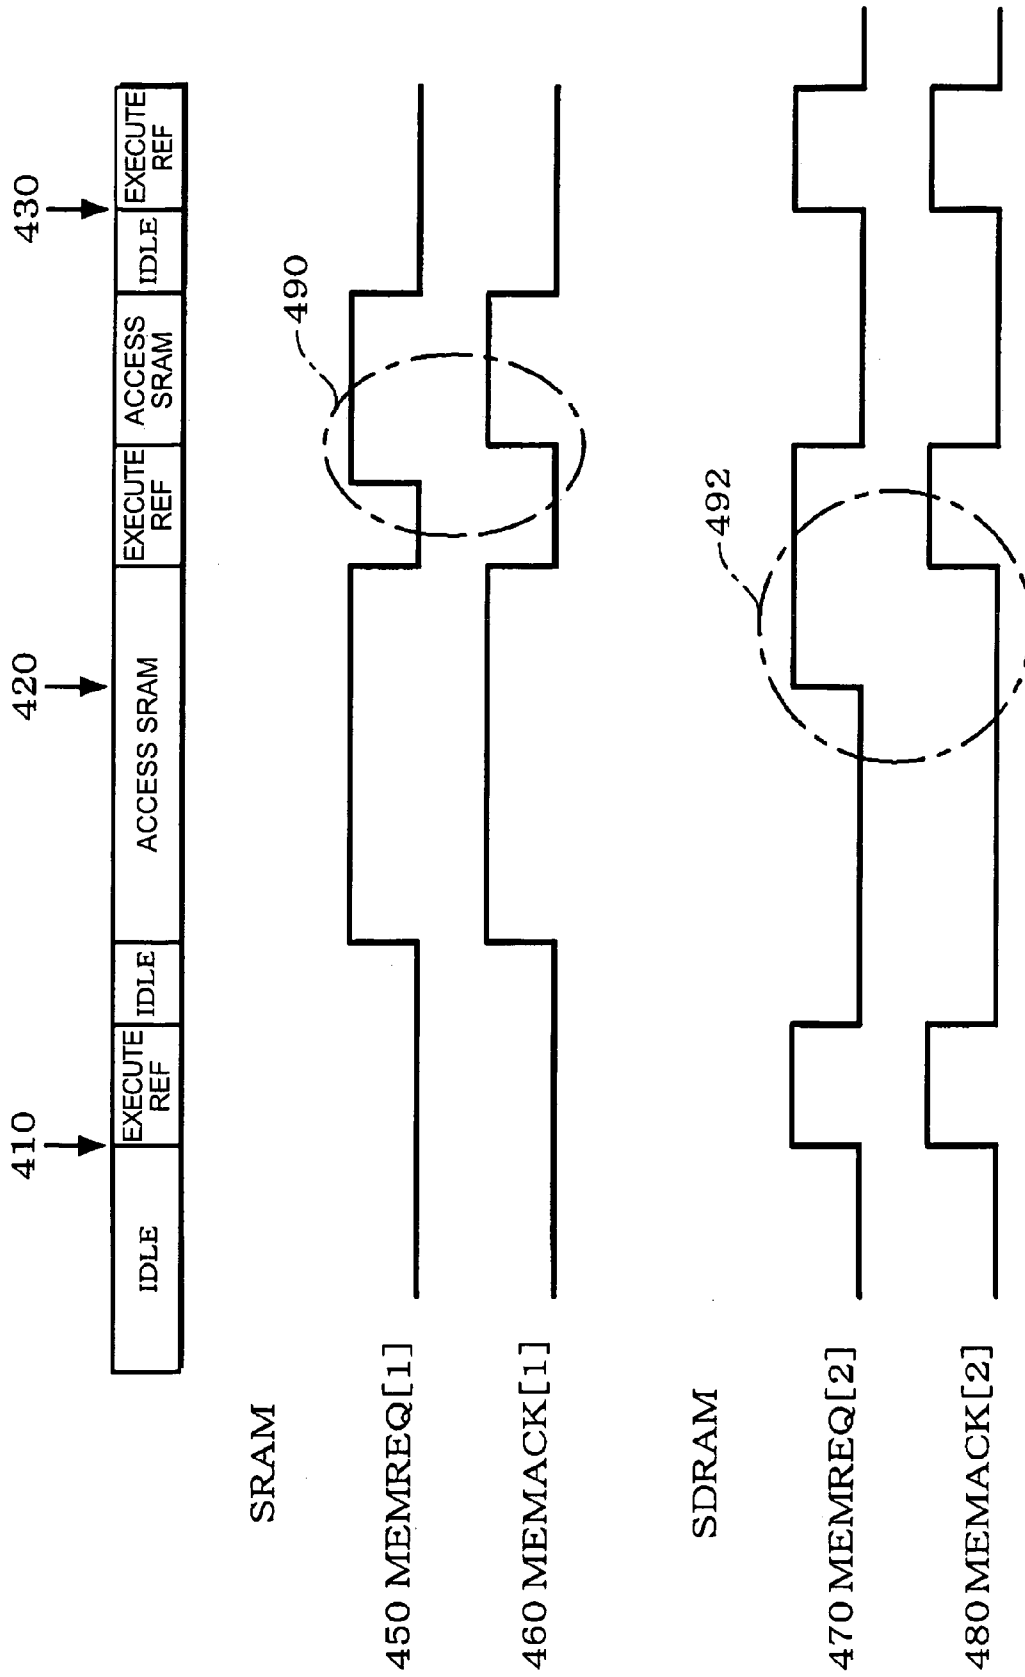 410
420
430
IDLE
EXECUTE
REF
IDLE
ACCESS SRAM
EXECUTE
REF
ACCESS
SRAM
IDLE
EXECUTE
REF
SRAM
490
450 MEMREQ[1]
460 MEMACK[1]
SDRAM
492
470 MEMREQ[2]
480 MEMACK[2]